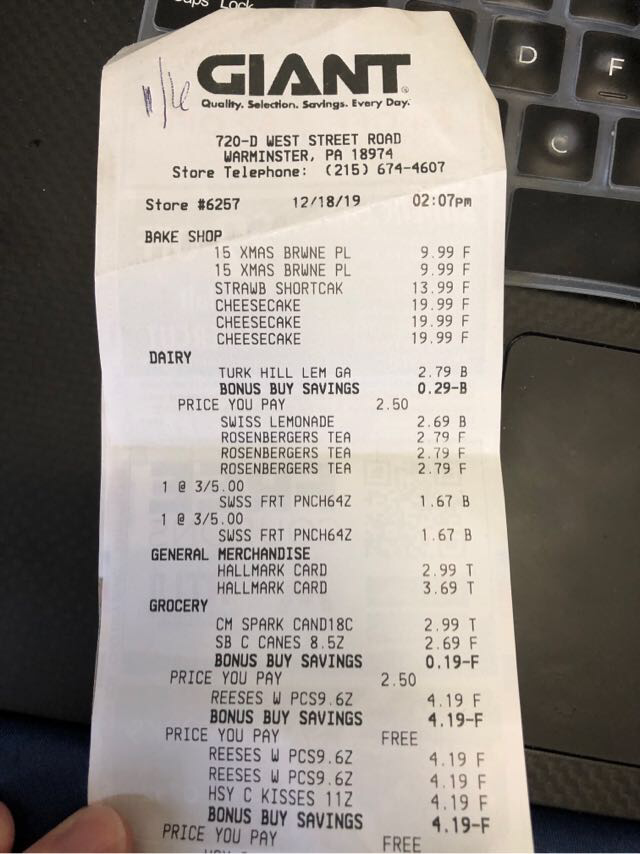 Caps Lock
D
F
C
GIANT®
Quality. Selection. Savings. Every Day.
720-D WEST STREET ROAD
WARMINSTER, PA 18974
Store Telephone: (215) 674-4607
Store #6257 12/18/19 02:07pm
BAKE SHOP
15 XMAS BRWNE PL 9.99 F
15 XMAS BRWNE PL 9.99 F
STRAWB SHORTCAK 13.99 F
CHEESECAKE 19.99 F
CHEESECAKE 19.99 F
CHEESECAKE 19.99 F
DAIRY
TURK HILL LEM GA 2.79 B
BONUS BUY SAVINGS 0.29-B
PRICE YOU PAY 2.50
SWISS LEMONADE 2.69 B
ROSENBERGERS TEA 2.79 F
ROSENBERGERS TEA 2.79 F
ROSENBERGERS TEA 2.79 F
1 @ 3/5.00
SWSS FRT PNCH64Z 1.67 B
1 @ 3/5.00
SWSS FRT PNCH64Z 1.67 B
GENERAL MERCHANDISE
HALLMARK CARD 2.99 T
HALLMARK CARD 3.69 T
GROCERY
CM SPARK CAND18C 2.99 T
SB C CANES 8.5Z 2.69 F
BONUS BUY SAVINGS 0.19-F
PRICE YOU PAY 2.50
REESES W PCS9.6Z 4.19 F
BONUS BUY SAVINGS 4.19-F
PRICE YOU PAY FREE
REESES W PCS9.6Z 4.19 F
REESES W PCS9.6Z 4.19 F
HSY C KISSES 11Z 4.19 F
BONUS BUY SAVINGS 4.19-F
PRICE YOU PAY FREE